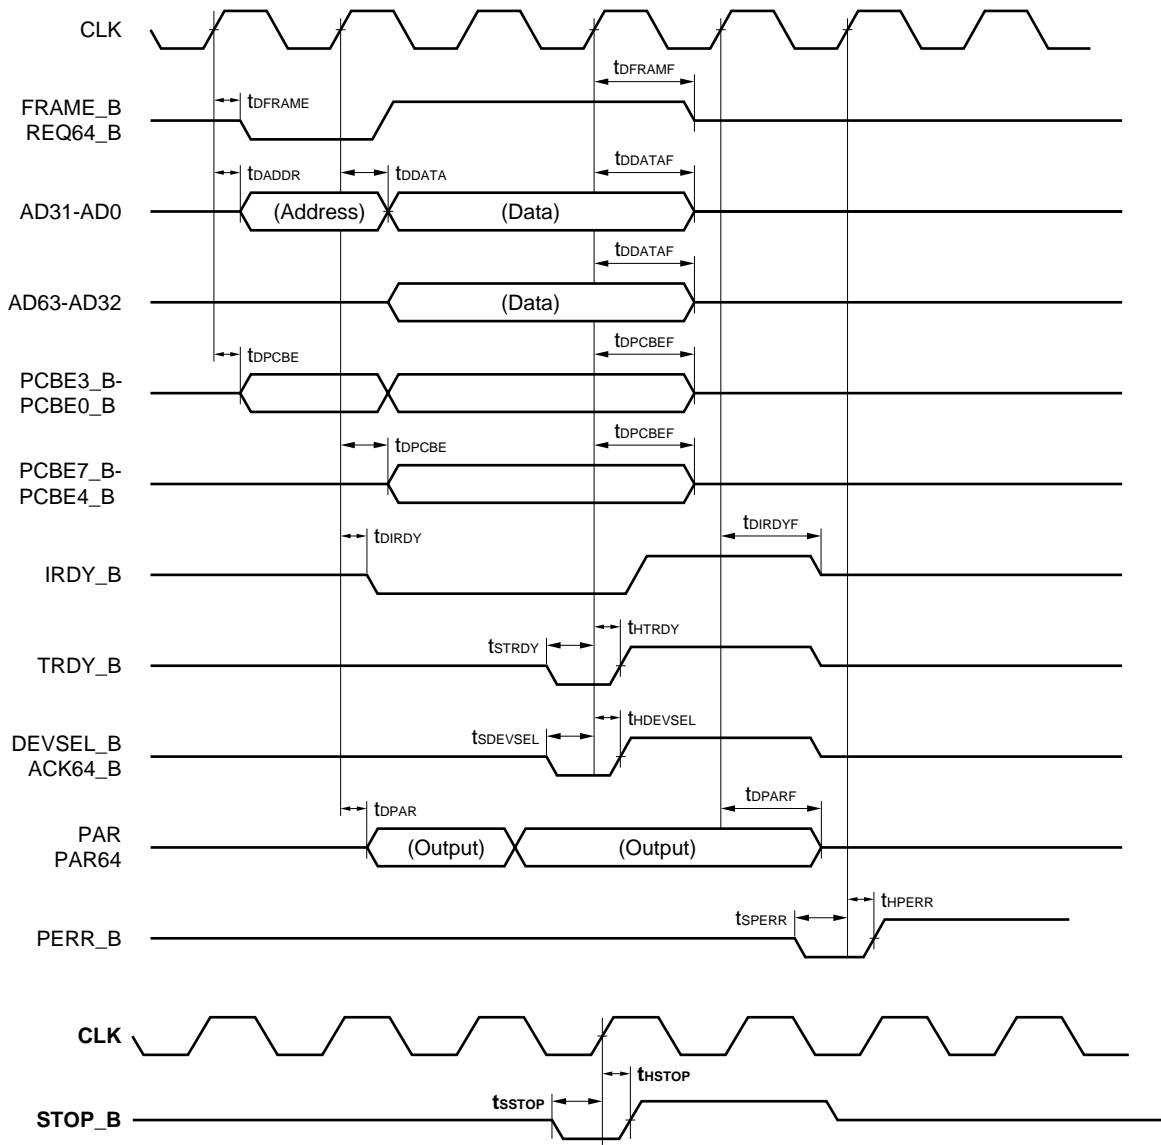 CLK
tDFRAMF
tDFRAME
FRAME_B
REQ64_B
tDADDR
tDDATA
tDDATAF
AD31-AD0
(Address)
(Data)
tDDATAF
AD63-AD32
(Data)
tDPCBE
tDPCBEF
PCBE3_B-
PCBE0_B
tDPCBE
tDPCBEF
PCBE7_B-
PCBE4_B
tDIRDY
tDIRDYF
IRDY_B
tSTRDY
tHTRDY
TRDY_B
tSDEVSEL
tHDEVSEL
DEVSEL_B
ACK64_B
tDPAR
tDPARF
PAR
PAR64
(Output)
(Output)
tSPERR
tHPERR
PERR_B
CLK
tSSTOP
tHSTOP
STOP_B